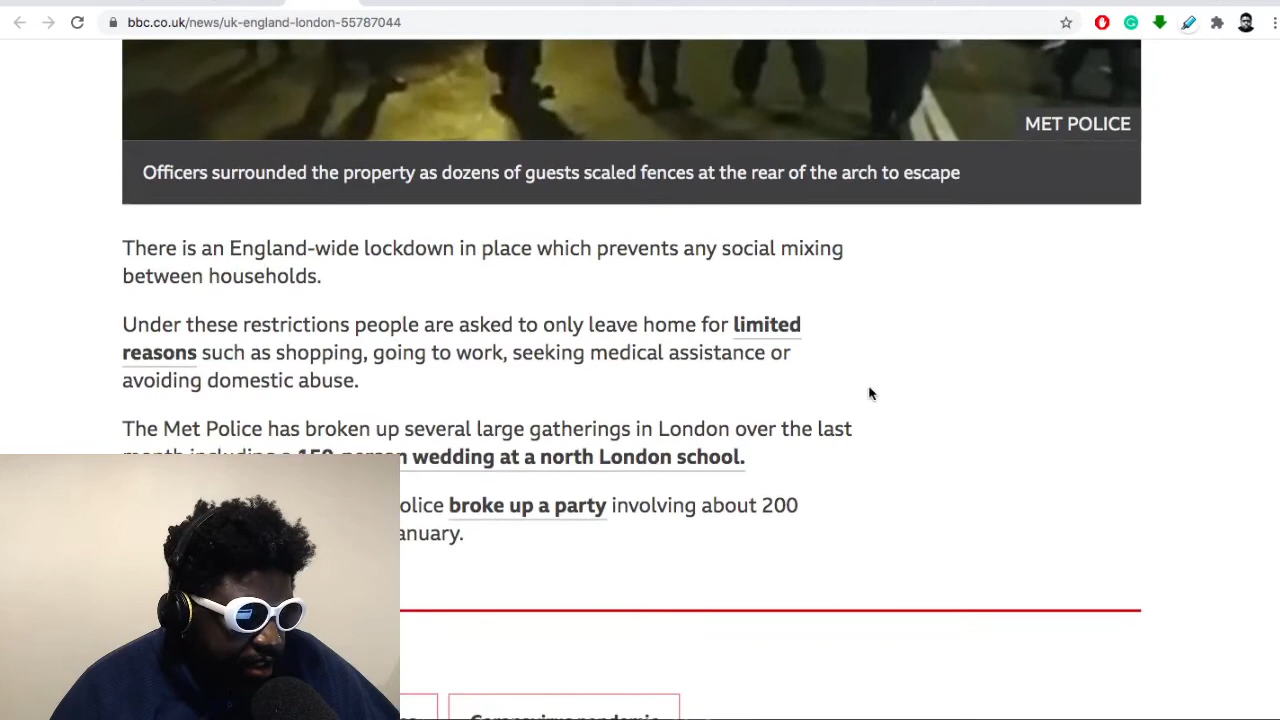 bbc.co.uk/news/uk-england-london-55787044
MET POLICE
Officers surrounded the property as dozens of guests scaled fences at the rear of the arch to escape
There is an England-wide lockdown in place which prevents any social mixing
between households.
Under these restrictions people are asked to only leave home for limited
reasons such as shopping, going to work, seeking medical assistance or
avoiding domestic abuse.
The Met Police has broken up several large gatherings in London over the last
month including a 150-person wedding at a north London school.
broke up a party involving about 200
Coronavirus pandemic